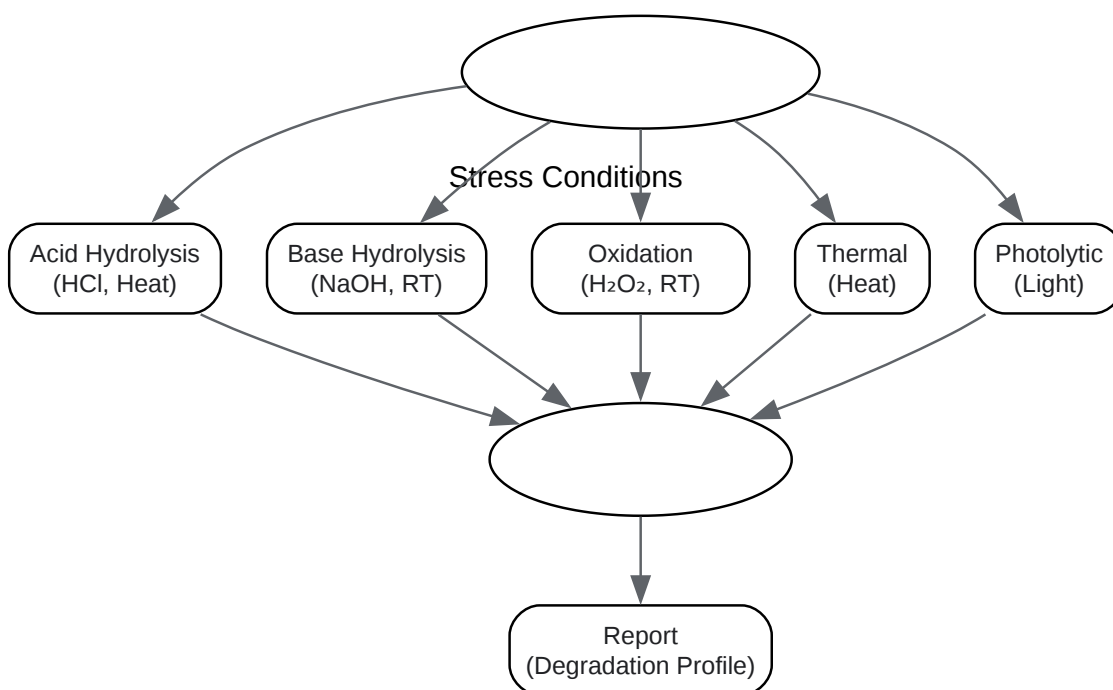 Stress Conditions
Acid Hydrolysis
(HCl, Heat)
Base Hydrolysis
(NaOH, RT)
Oxidation
(H₂O₂, RT)
Thermal
(Heat)
Photolytic
(Light)
Report
(Degradation Profile)